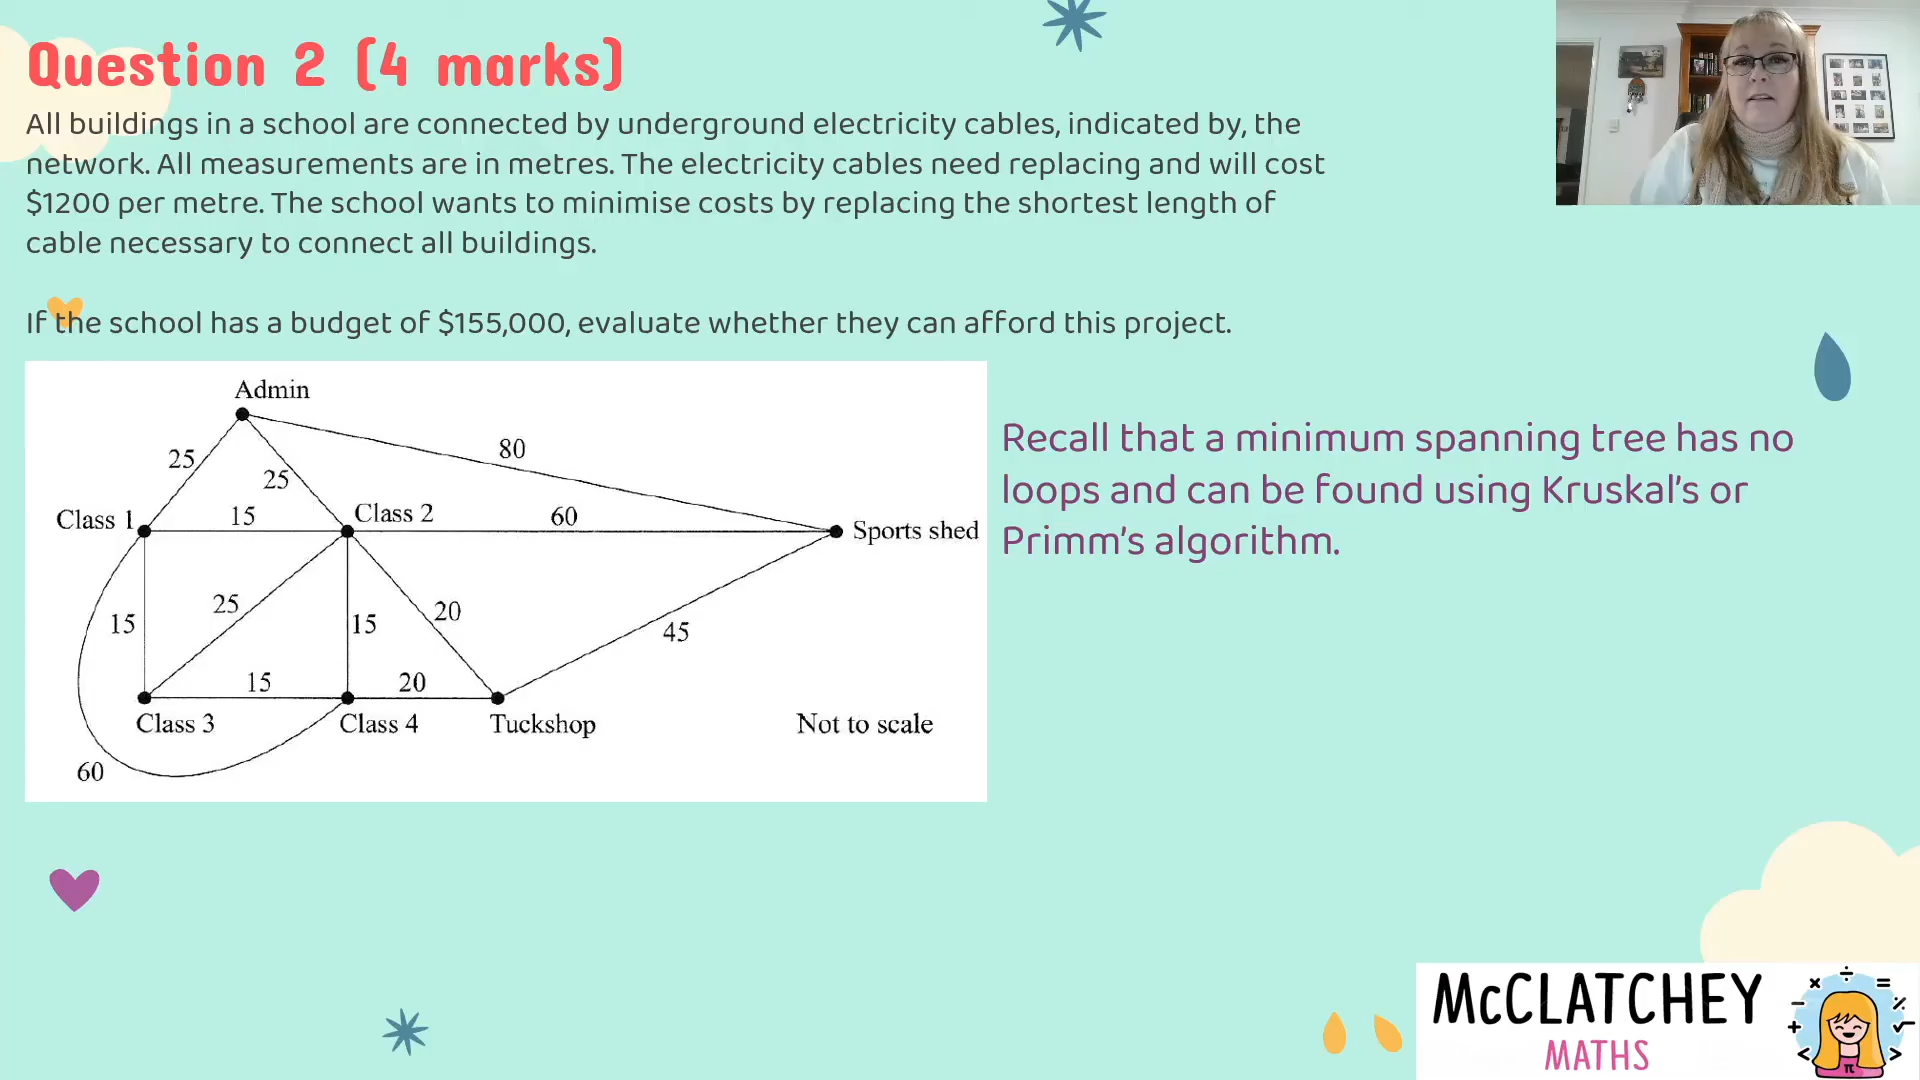 Question 2 (4 marks)
All buildings in a school are connected by underground electricity cables, indicated by, the
network. All measurements are in metres. The electricity cables need replacing and will cost
$1200 per metre. The school wants to minimise costs by replacing the shortest length of
cable necessary to connect all buildings.
If the school has a budget of $155,000, evaluate whether they can afford this project.
Admin
80
25
25
Class 1
15
Class 2
60
Sports shed
15
25
15
20
45
15
20
Class 3
Class 4
Tuckshop
Not to scale
60
Recall that a minimum spanning tree has no
loops and can be found using Kruskal's or
Primm's algorithm.
McCLATCHEY
MATHS
× ÷ =
− %
+ √
< π >